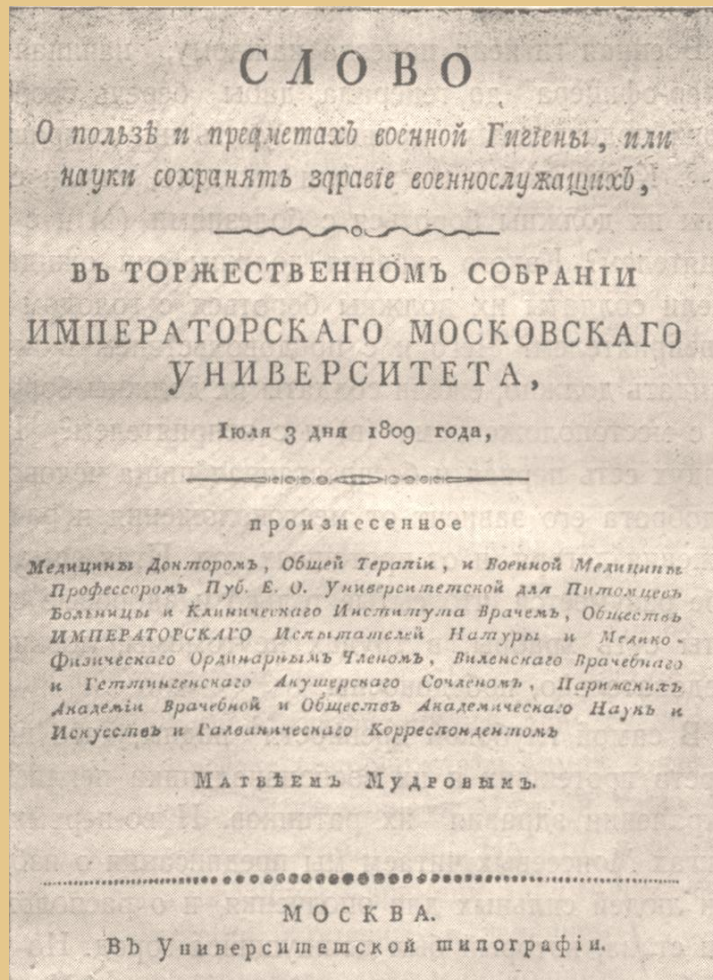 СЛОВО
О пользѣ и предметахъ военной Гигіены, или
науки сохранять здравіе военнослужащихъ,
ВЪ ТОРЖЕСТВЕННОМЪ СОБРАНІИ
ИМПЕРАТОРСКАГО МОСКОВСКАГО
УНИВЕРСИТЕТА,
Іюля 3 дня 1809 года,
произнесенное
Медицины Докторомъ, Общей Терапіи, и Военной Медицины
Профессоромъ Пуб. Е. О. Университетской для Питомцевъ
Больницы и Клиническаго Института Врачемъ, Обществъ
ИМПЕРАТОРСКАГО Испытателей Натуры и Медико-
Физическаго Ординарнымъ Членомъ, Виленскаго Врачебнаго
и Геттингенскаго Акушерскаго Сочленомъ, Парижскихъ
Академіи Врачебной и Обществъ Академическаго Наукъ и
Искусствъ и Галваническаго Корреспондентомъ
МАТВѢЕМЪ МУДРОВЫМЪ.
МОСКВА.
Въ Университетской типографіи.